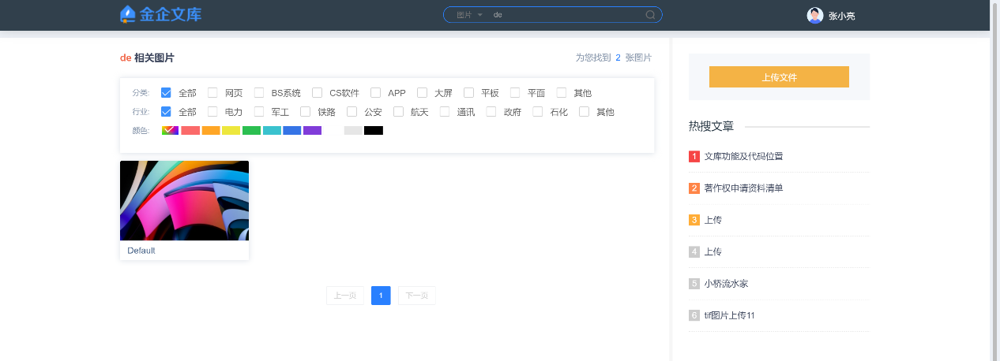 金企文库
图片 de
张小亮
de 相关图片
为您找到 2 张图片
分类: 全部 网页 BS系统 CS软件 APP 大屏 平板 平面 其他
行业: 全部 电力 军工 铁路 公安 航天 通讯 政府 石化 其他
颜色:
Default
上一页 1 下一页
上传文件
热搜文章
1 文库功能及代码位置
2 著作权申请资料清单
3 上传
4 上传
5 小桥流水家
6 tif图片上传11